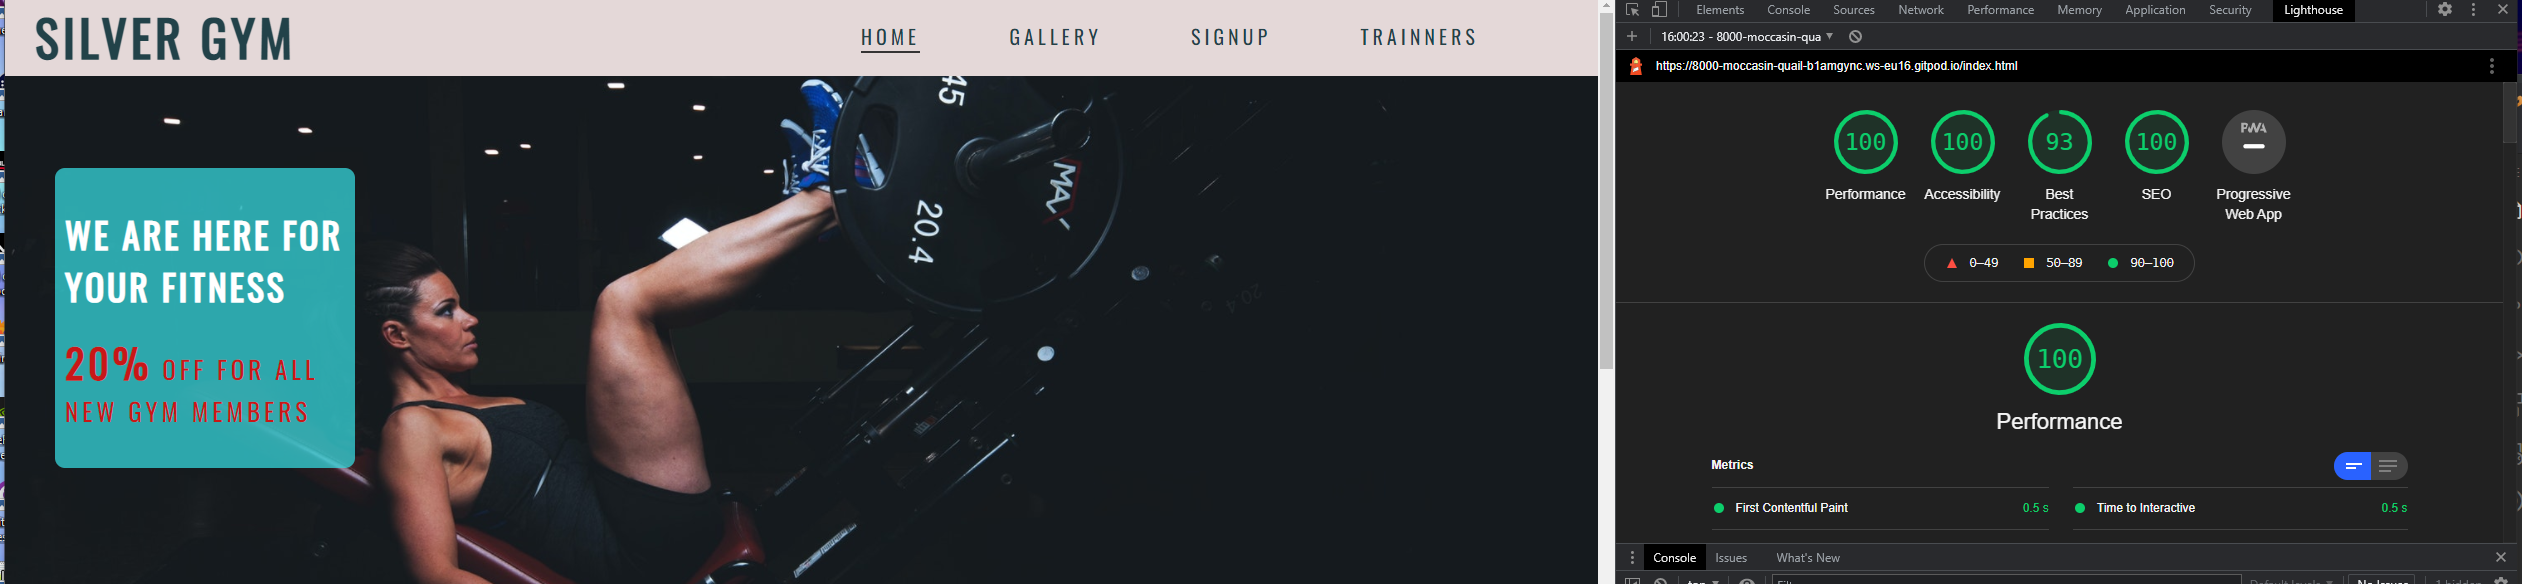 SILVER GYM
HOME GALLERY SIGNUP TRAINNERS
45
MAX
20.4
WE ARE HERE FOR
YOUR FITNESS
20% OFF FOR ALL
NEW GYM MEMBERS
Elements Console Sources Network Performance Memory Application Security Lighthouse
16:00:23 - 8000-moccasin-qua
https://8000-moccasin-quail-b1amgync.ws-eu16.gitpod.io/index.html
100 100 93 100 PWA
Performance Accessibility Best Practices SEO Progressive Web App
0–49 50–89 90–100
100
Performance
Metrics
First Contentful Paint 0.5 s Time to Interactive 0.5 s
Console Issues What's New